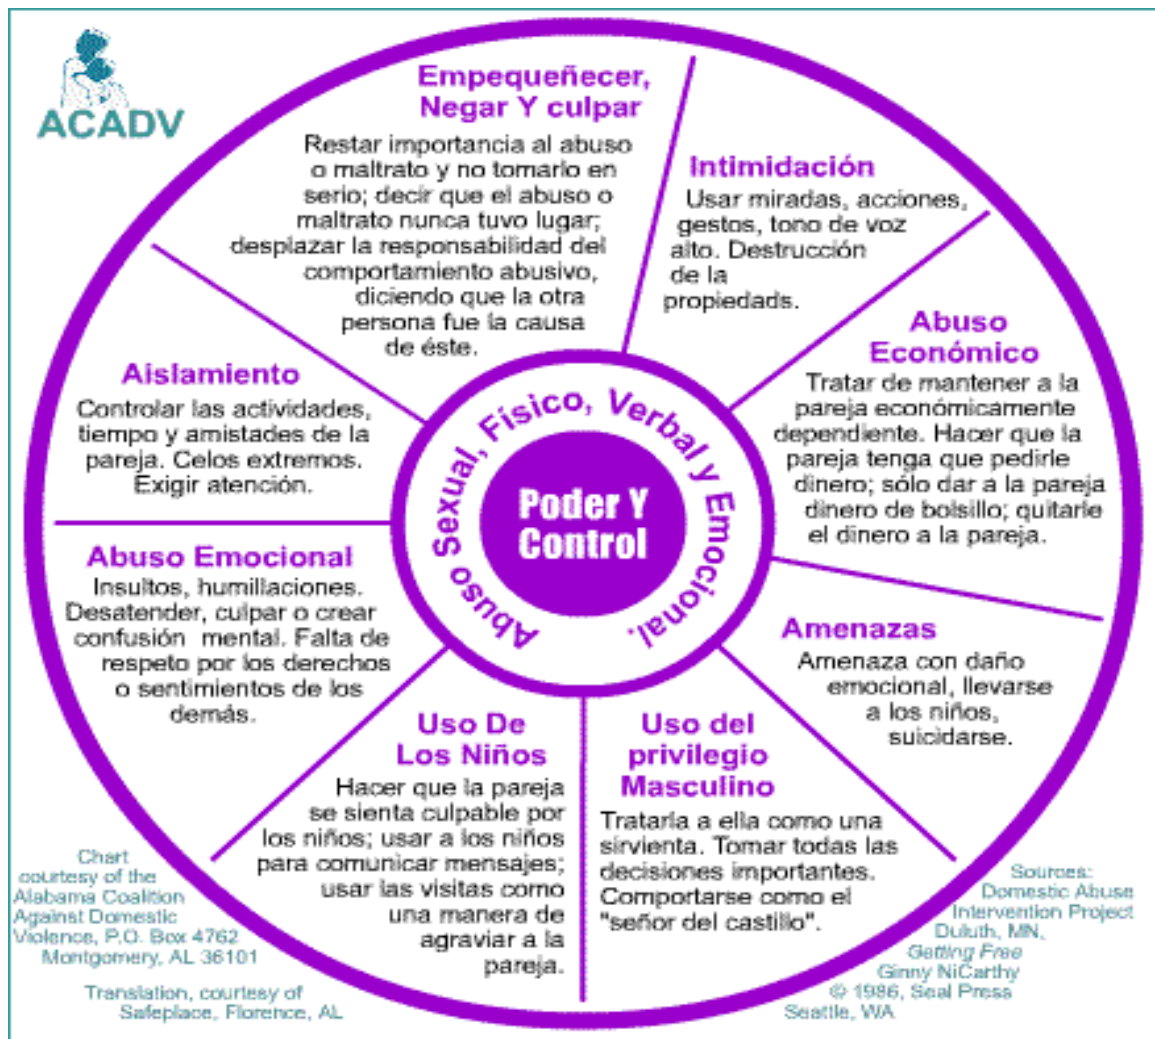 ACADV
Empequeñecer,
Negar Y culpar
Restar importancia al abuso
o maltrato y no tomarlo en
serio; decir que el abuso o
maltrato nunca tuvo lugar;
desplazar la responsabilidad del
comportamiento abusivo,
diciendo que la otra
persona fue la causa
de éste.
Intimidación
Usar miradas, acciones,
gestos, tono de voz
alto. Destrucción
de la
propiedads.
Abuso
Económico
Tratar de mantener a la
pareja económicamente
dependiente. Hacer que la
pareja tenga que pedirle
dinero; sólo dar a la pareja
dinero de bolsillo; quitarle
el dinero a la pareja.
Amenazas
Amenaza con daño
emocional, llevarse
a los niños,
suicidarse.
Uso del
privilegio
Masculino
Tratarla a ella como una
sirvienta. Tomar todas las
decisiones importantes.
Comportarse como el
"señor del castillo".
Uso De
Los Niños
Hacer que la pareja
se sienta culpable por
los niños; usar a los niños
para comunicar mensajes;
usar las visitas como
una manera de
agraviar a la
pareja.
Abuso Emocional
Insultos, humillaciones.
Desatender, culpar o crear
confusión mental. Falta de
respeto por los derechos
o sentimientos de los
demás.
Aislamiento
Controlar las actividades,
tiempo y amistades de la
pareja. Celos extremos.
Exigir atención.
Abuso Sexual, Físico, Verbal y Emocional.
Poder Y
Control
Chart
courtesy of the
Alabama Coalition
Against Domestic
Violence, P.O. Box 4762
Montgomery, AL 36101
Translation, courtesy of
Safeplace, Florence, AL
Sources:
Domestic Abuse
Intervention Project
Duluth, MN,
Getting Free
Ginny NiCarthy
© 1986, Seal Press
Seattle, WA